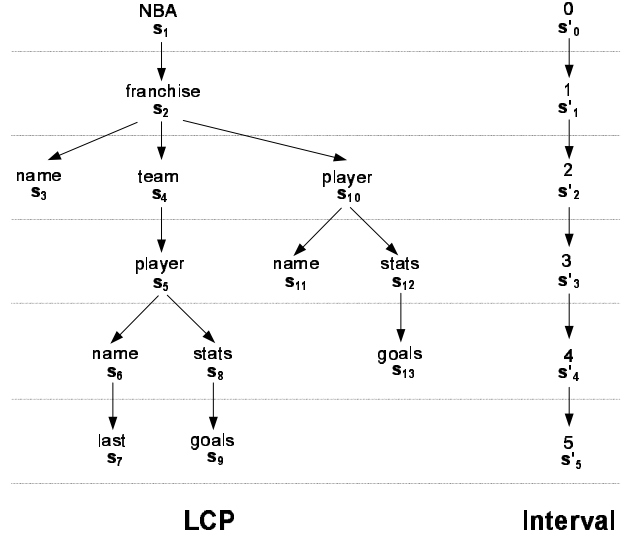 NBA 0
s1 s'0
franchise 1
s2 s'1
name team player 2
s3 s4 s10 s'2
player name stats 3
s5 s11 s12 s'3
name stats goals 4
s6 s8 s13 s'4
last goals 5
s7 s9 s'5
LCP Interval